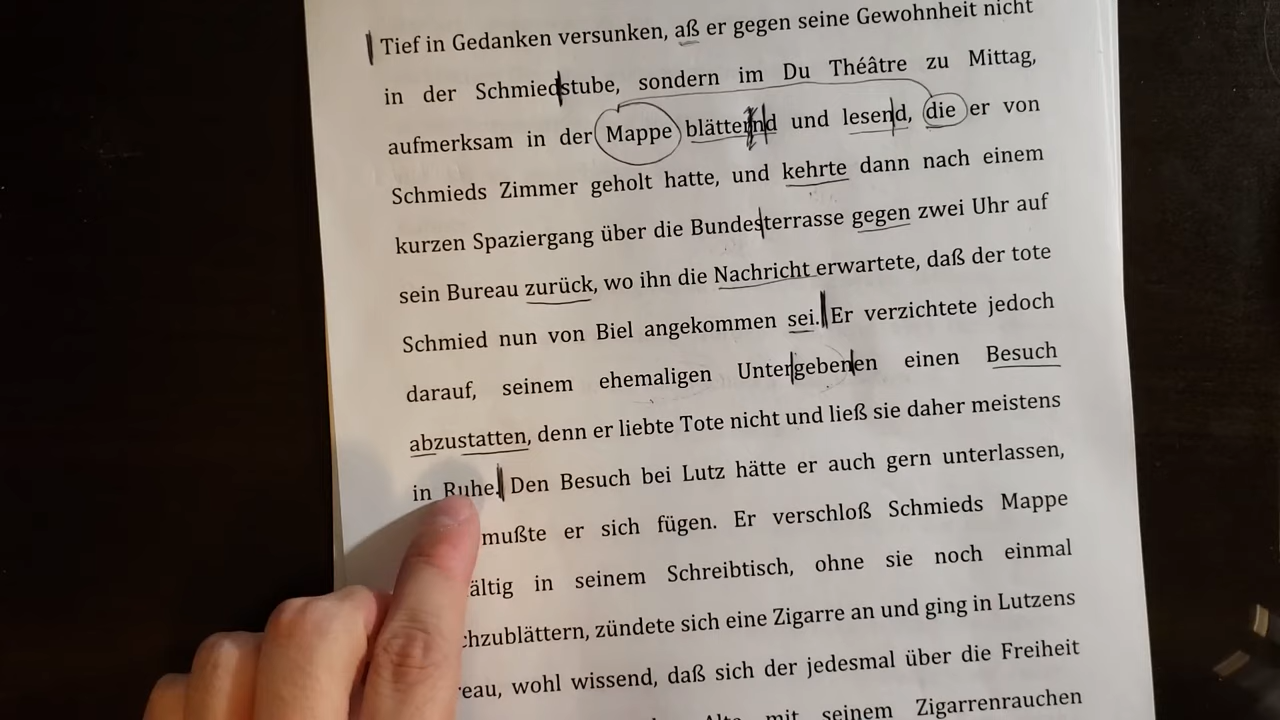 Tief in Gedanken versunken, aß er gegen seine Gewohnheit nicht
in der Schmiedstube, sondern im Du Théâtre zu Mittag,
aufmerksam in der Mappe blätternd und lesend, die er von
Schmieds Zimmer geholt hatte, und kehrte dann nach einem
kurzen Spaziergang über die Bundesterrasse gegen zwei Uhr auf
sein Bureau zurück, wo ihn die Nachricht erwartete, daß der tote
Schmied nun von Biel angekommen sei. Er verzichtete jedoch
darauf, seinem ehemaligen Untergebenen einen Besuch
abzustatten, denn er liebte Tote nicht und ließ sie daher meistens
in Ruhe. Den Besuch bei Lutz hätte er auch gern unterlassen,
mußte er sich fügen. Er verschloß Schmieds Mappe
ältig in seinem Schreibtisch, ohne sie noch einmal
chzublättern, zündete sich eine Zigarre an und ging in Lutzens
eau, wohl wissend, daß sich der jedesmal über die Freiheit
mit seinem Zigarrenrauchen